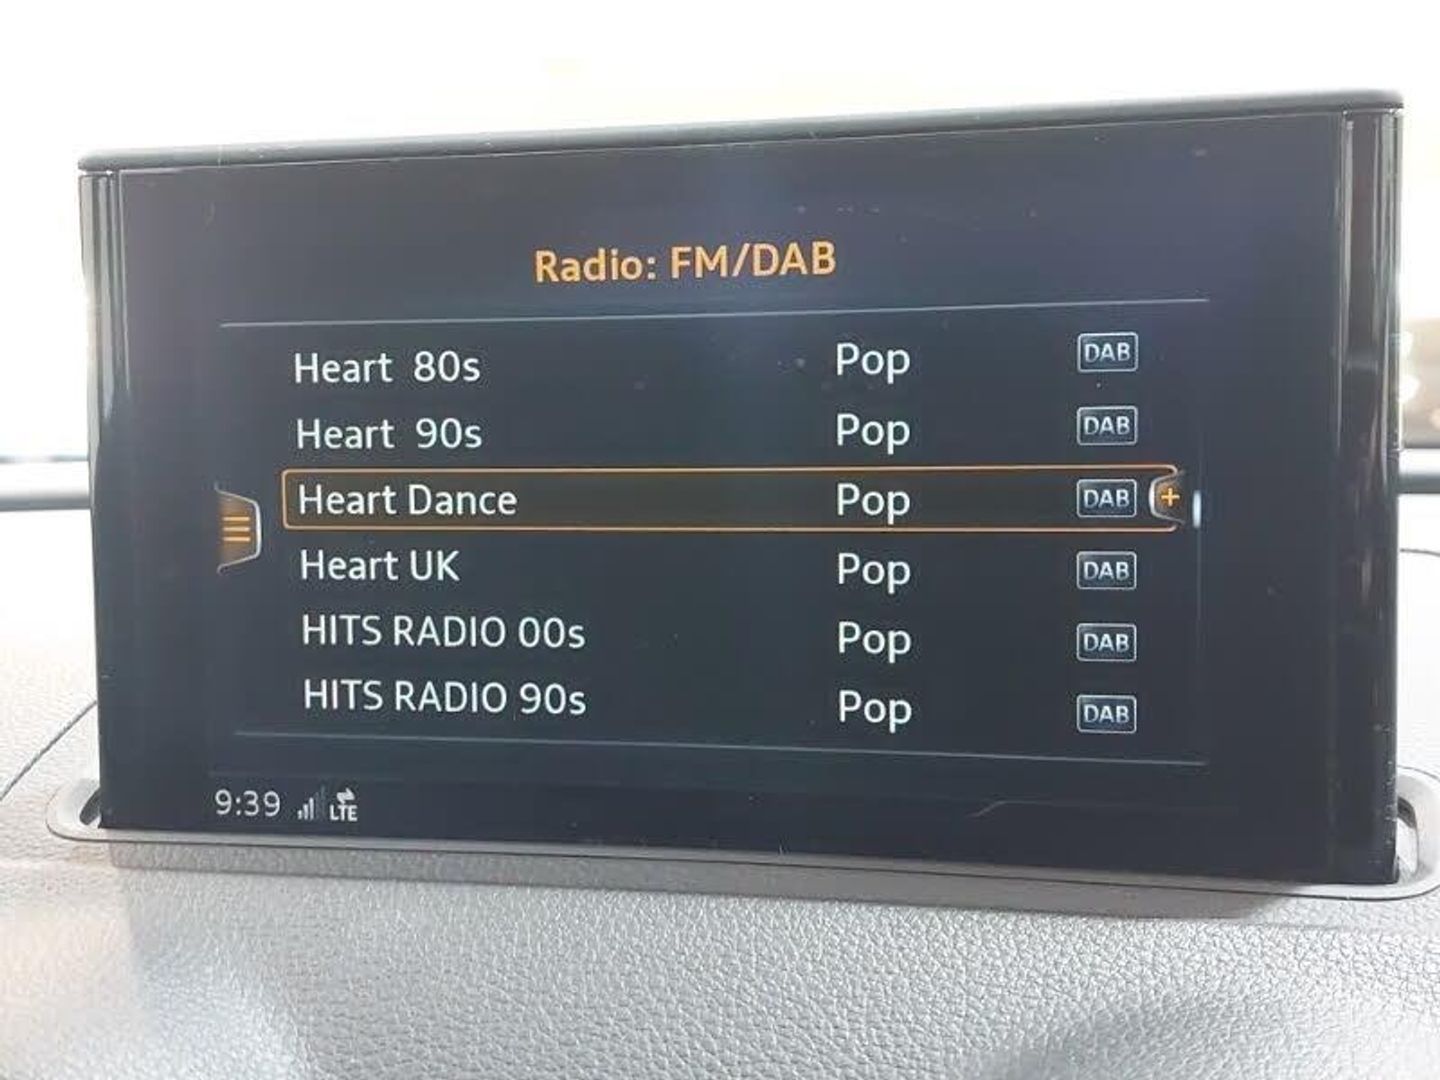 Radio: FM/DAB
Heart 80s Pop DAB
Heart 90s Pop DAB
Heart Dance Pop DAB +
Heart UK Pop DAB
HITS RADIO 00s Pop DAB
HITS RADIO 90s Pop DAB
9:39 LTE